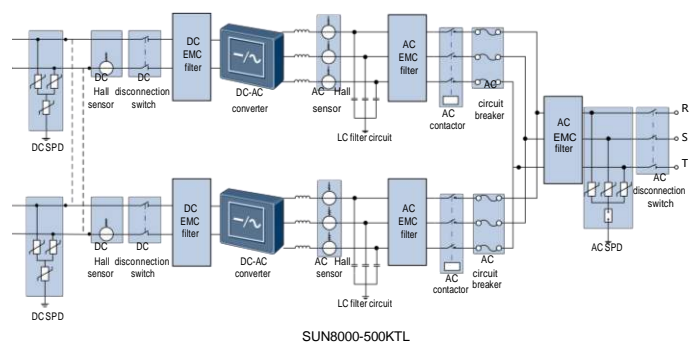 DC SPD
DC
Hall
sensor
DC
disconnection
switch
DC
EMC
filter
DC-AC
converter
AC Hall
sensor
LC filter circuit
AC
EMC
filter
AC
contactor
AC
circuit
breaker
AC
EMC
filter
R
S
T
AC
disconnection
switch
AC SPD
DC SPD
DC
Hall
sensor
DC
disconnection
switch
DC
EMC
filter
DC-AC
converter
AC Hall
sensor
LC filter circuit
AC
EMC
filter
AC
contactor
AC
circuit
breaker
SUN8000-500KTL